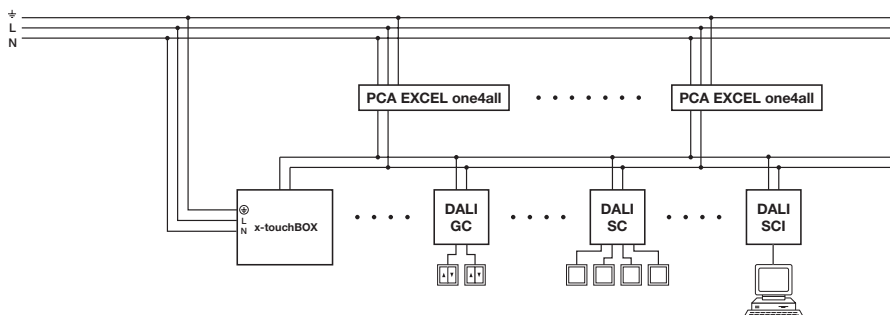 ⏚
L
N
PCA EXCEL one4all
PCA EXCEL one4all
x-touchBOX
L
N
DALI
GC
DALI
SC
DALI
SCI